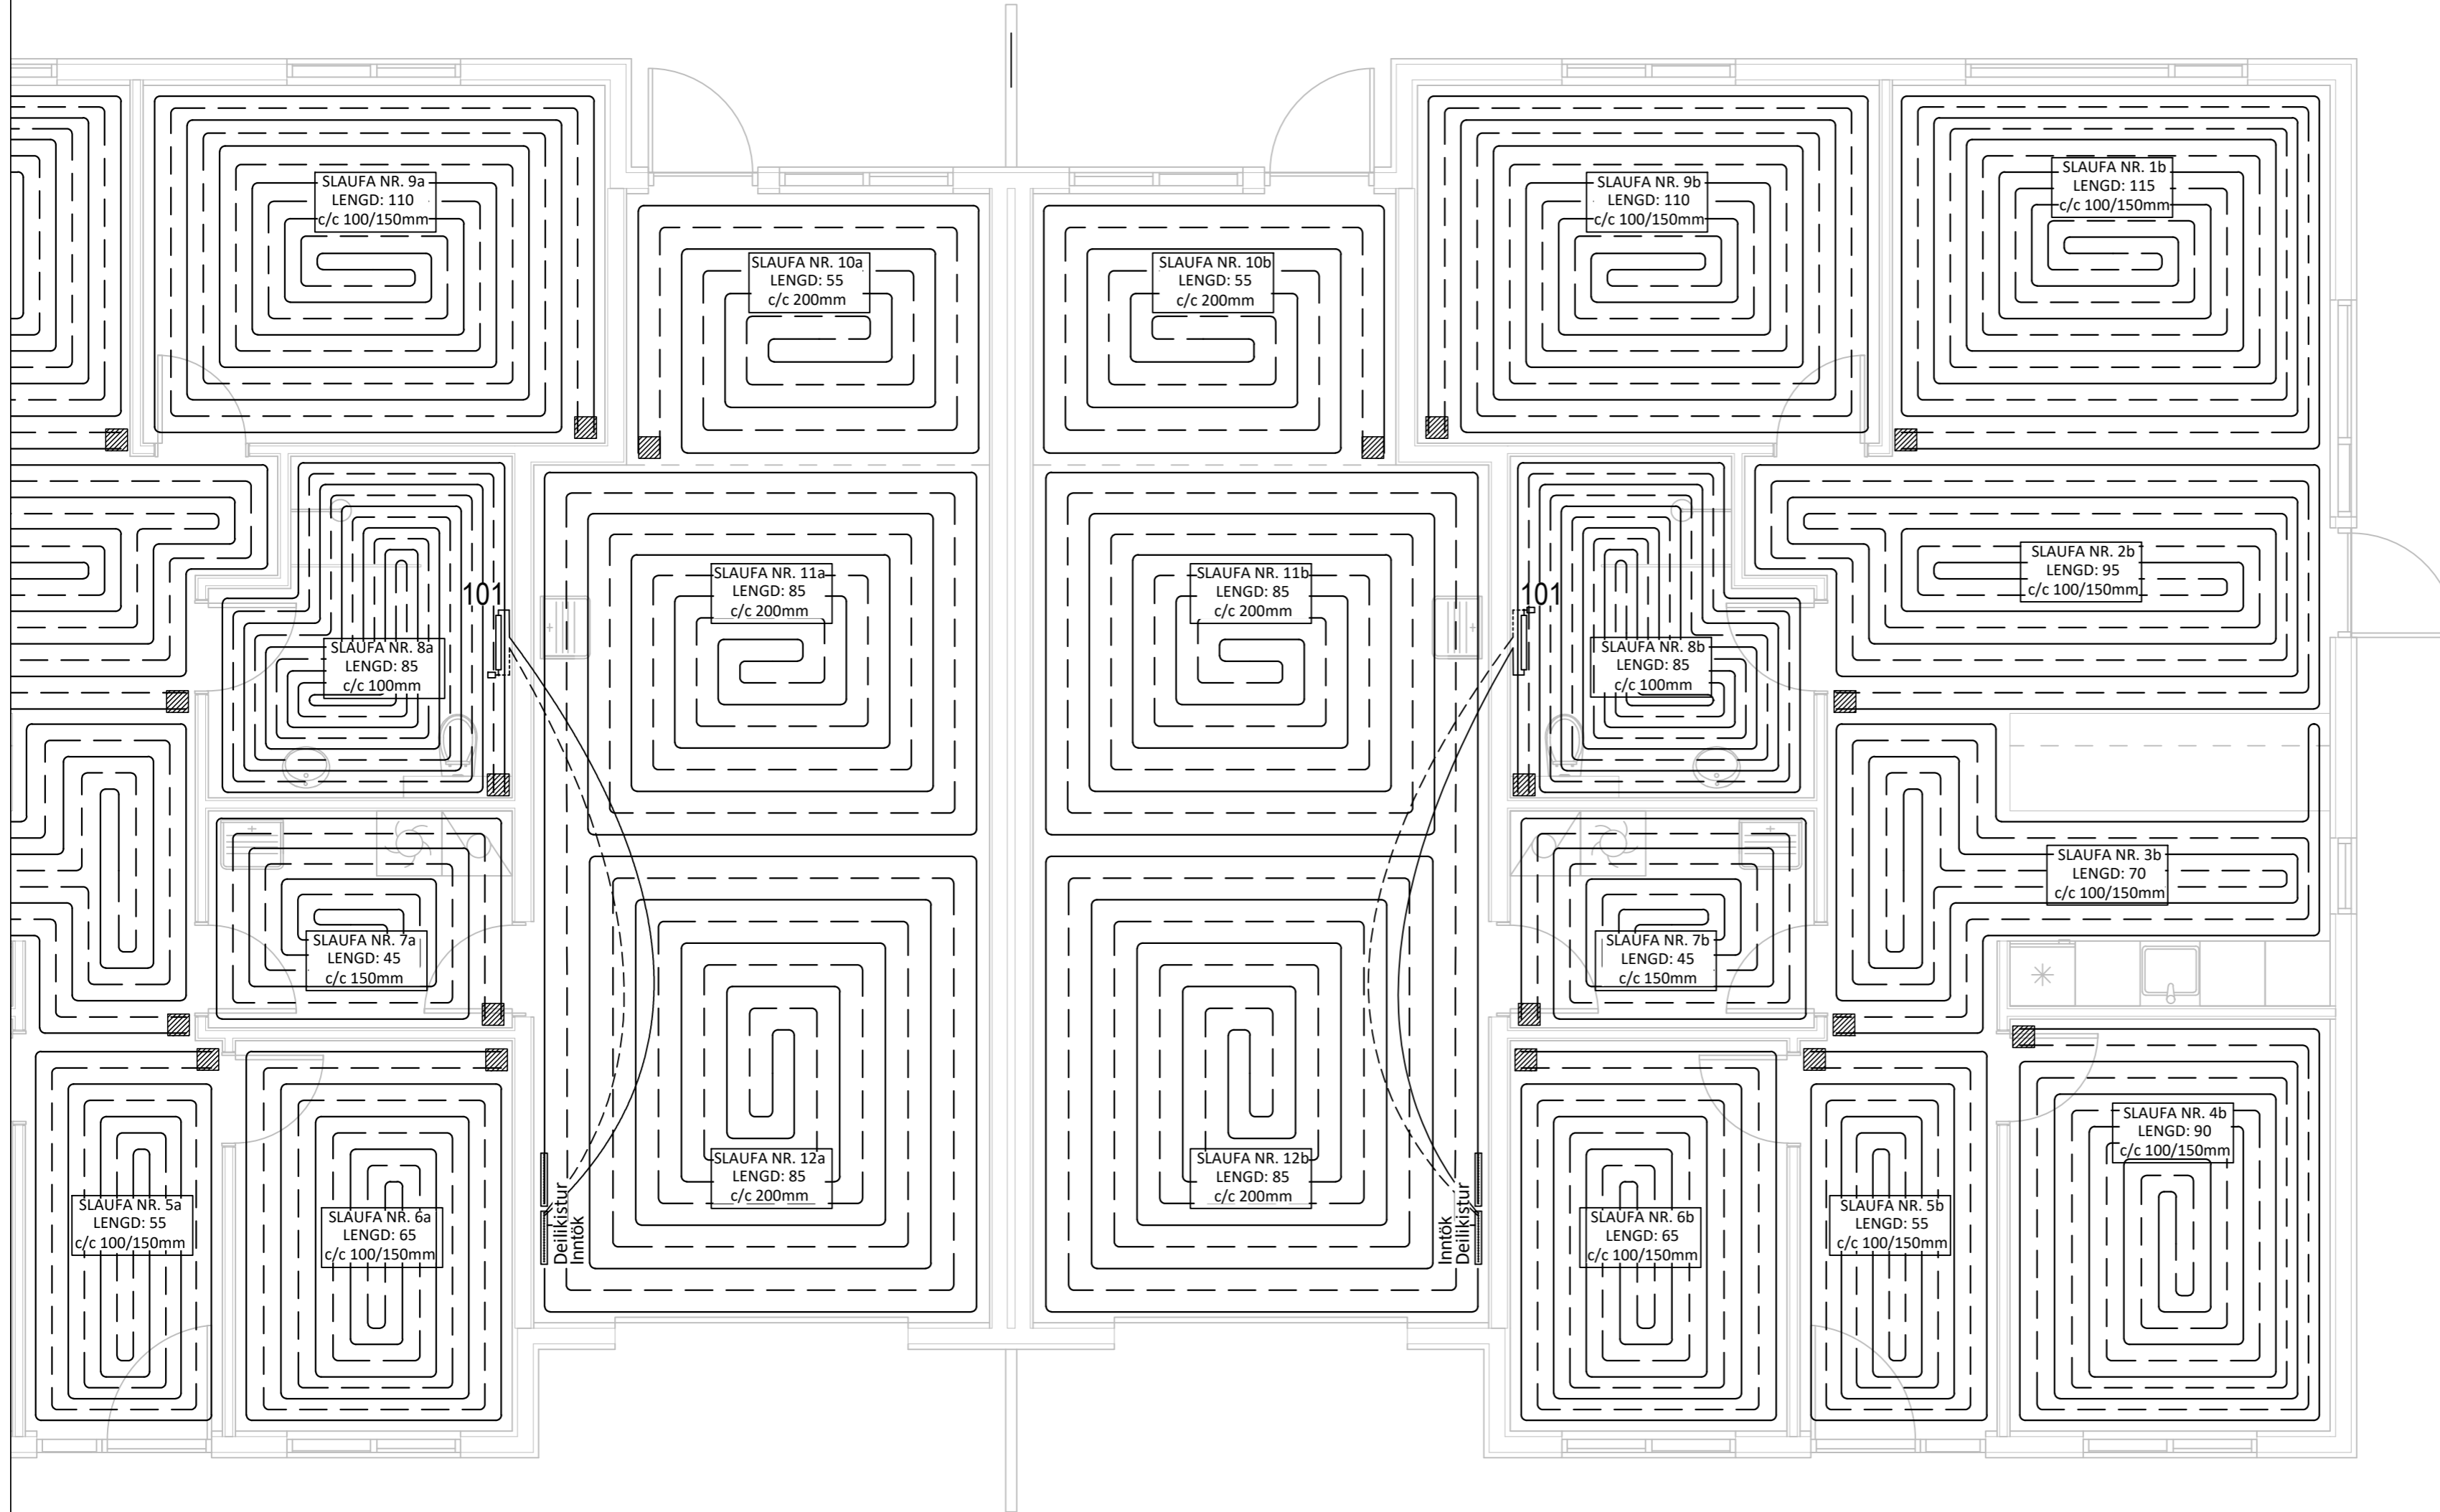 SLAUFA NR. 9a
LENGD: 110
c/c 100/150mm
SLAUFA NR. 10a
LENGD: 55
c/c 200mm
SLAUFA NR. 10b
LENGD: 55
c/c 200mm
SLAUFA NR. 9b
LENGD: 110
c/c 100/150mm
SLAUFA NR. 1b
LENGD: 115
c/c 100/150mm
101
SLAUFA NR. 8a
LENGD: 85
c/c 100mm
SLAUFA NR. 11a
LENGD: 85
c/c 200mm
SLAUFA NR. 11b
LENGD: 85
c/c 200mm
101
SLAUFA NR. 8b
LENGD: 85
c/c 100mm
SLAUFA NR. 2b
LENGD: 95
c/c 100/150mm
SLAUFA NR. 7a
LENGD: 45
c/c 150mm
SLAUFA NR. 7b
LENGD: 45
c/c 150mm
SLAUFA NR. 3b
LENGD: 70
c/c 100/150mm
SLAUFA NR. 5a
LENGD: 55
c/c 100/150mm
SLAUFA NR. 6a
LENGD: 65
c/c 100/150mm
Deilikistur
Inntök
SLAUFA NR. 12a
LENGD: 85
c/c 200mm
SLAUFA NR. 12b
LENGD: 85
c/c 200mm
Inntök
Deilikistur
SLAUFA NR. 6b
LENGD: 65
c/c 100/150mm
SLAUFA NR. 5b
LENGD: 55
c/c 100/150mm
SLAUFA NR. 4b
LENGD: 90
c/c 100/150mm